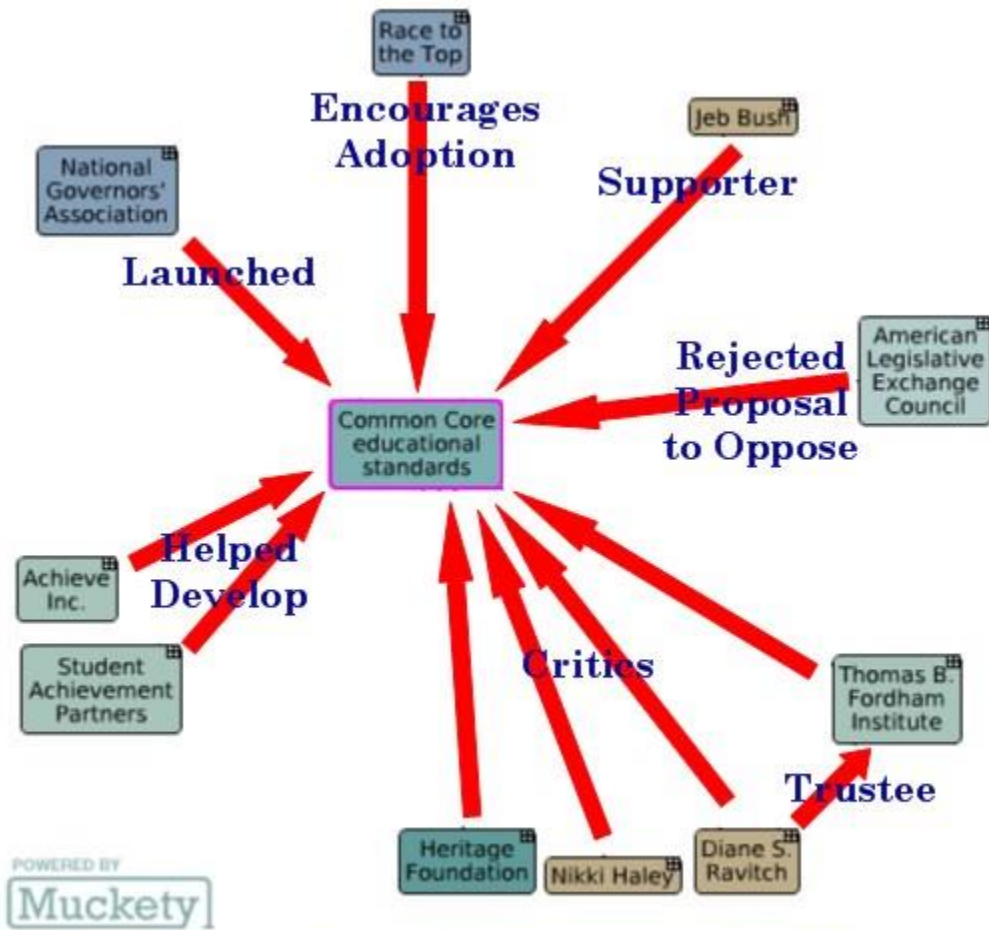 Race to
the Top
Encourages
Adoption
Jeb Bush
Supporter
National
Governors'
Association
Launched
American
Legislative
Exchange
Council
Rejected
Proposal
to Oppose
Common Core
educational
standards
Achieve
Inc.
Helped
Develop
Student
Achievement
Partners
Critics
Thomas B.
Fordham
Institute
Trustee
Heritage
Foundation
Nikki Haley
Diane S.
Ravitch
POWERED BY
Muckety